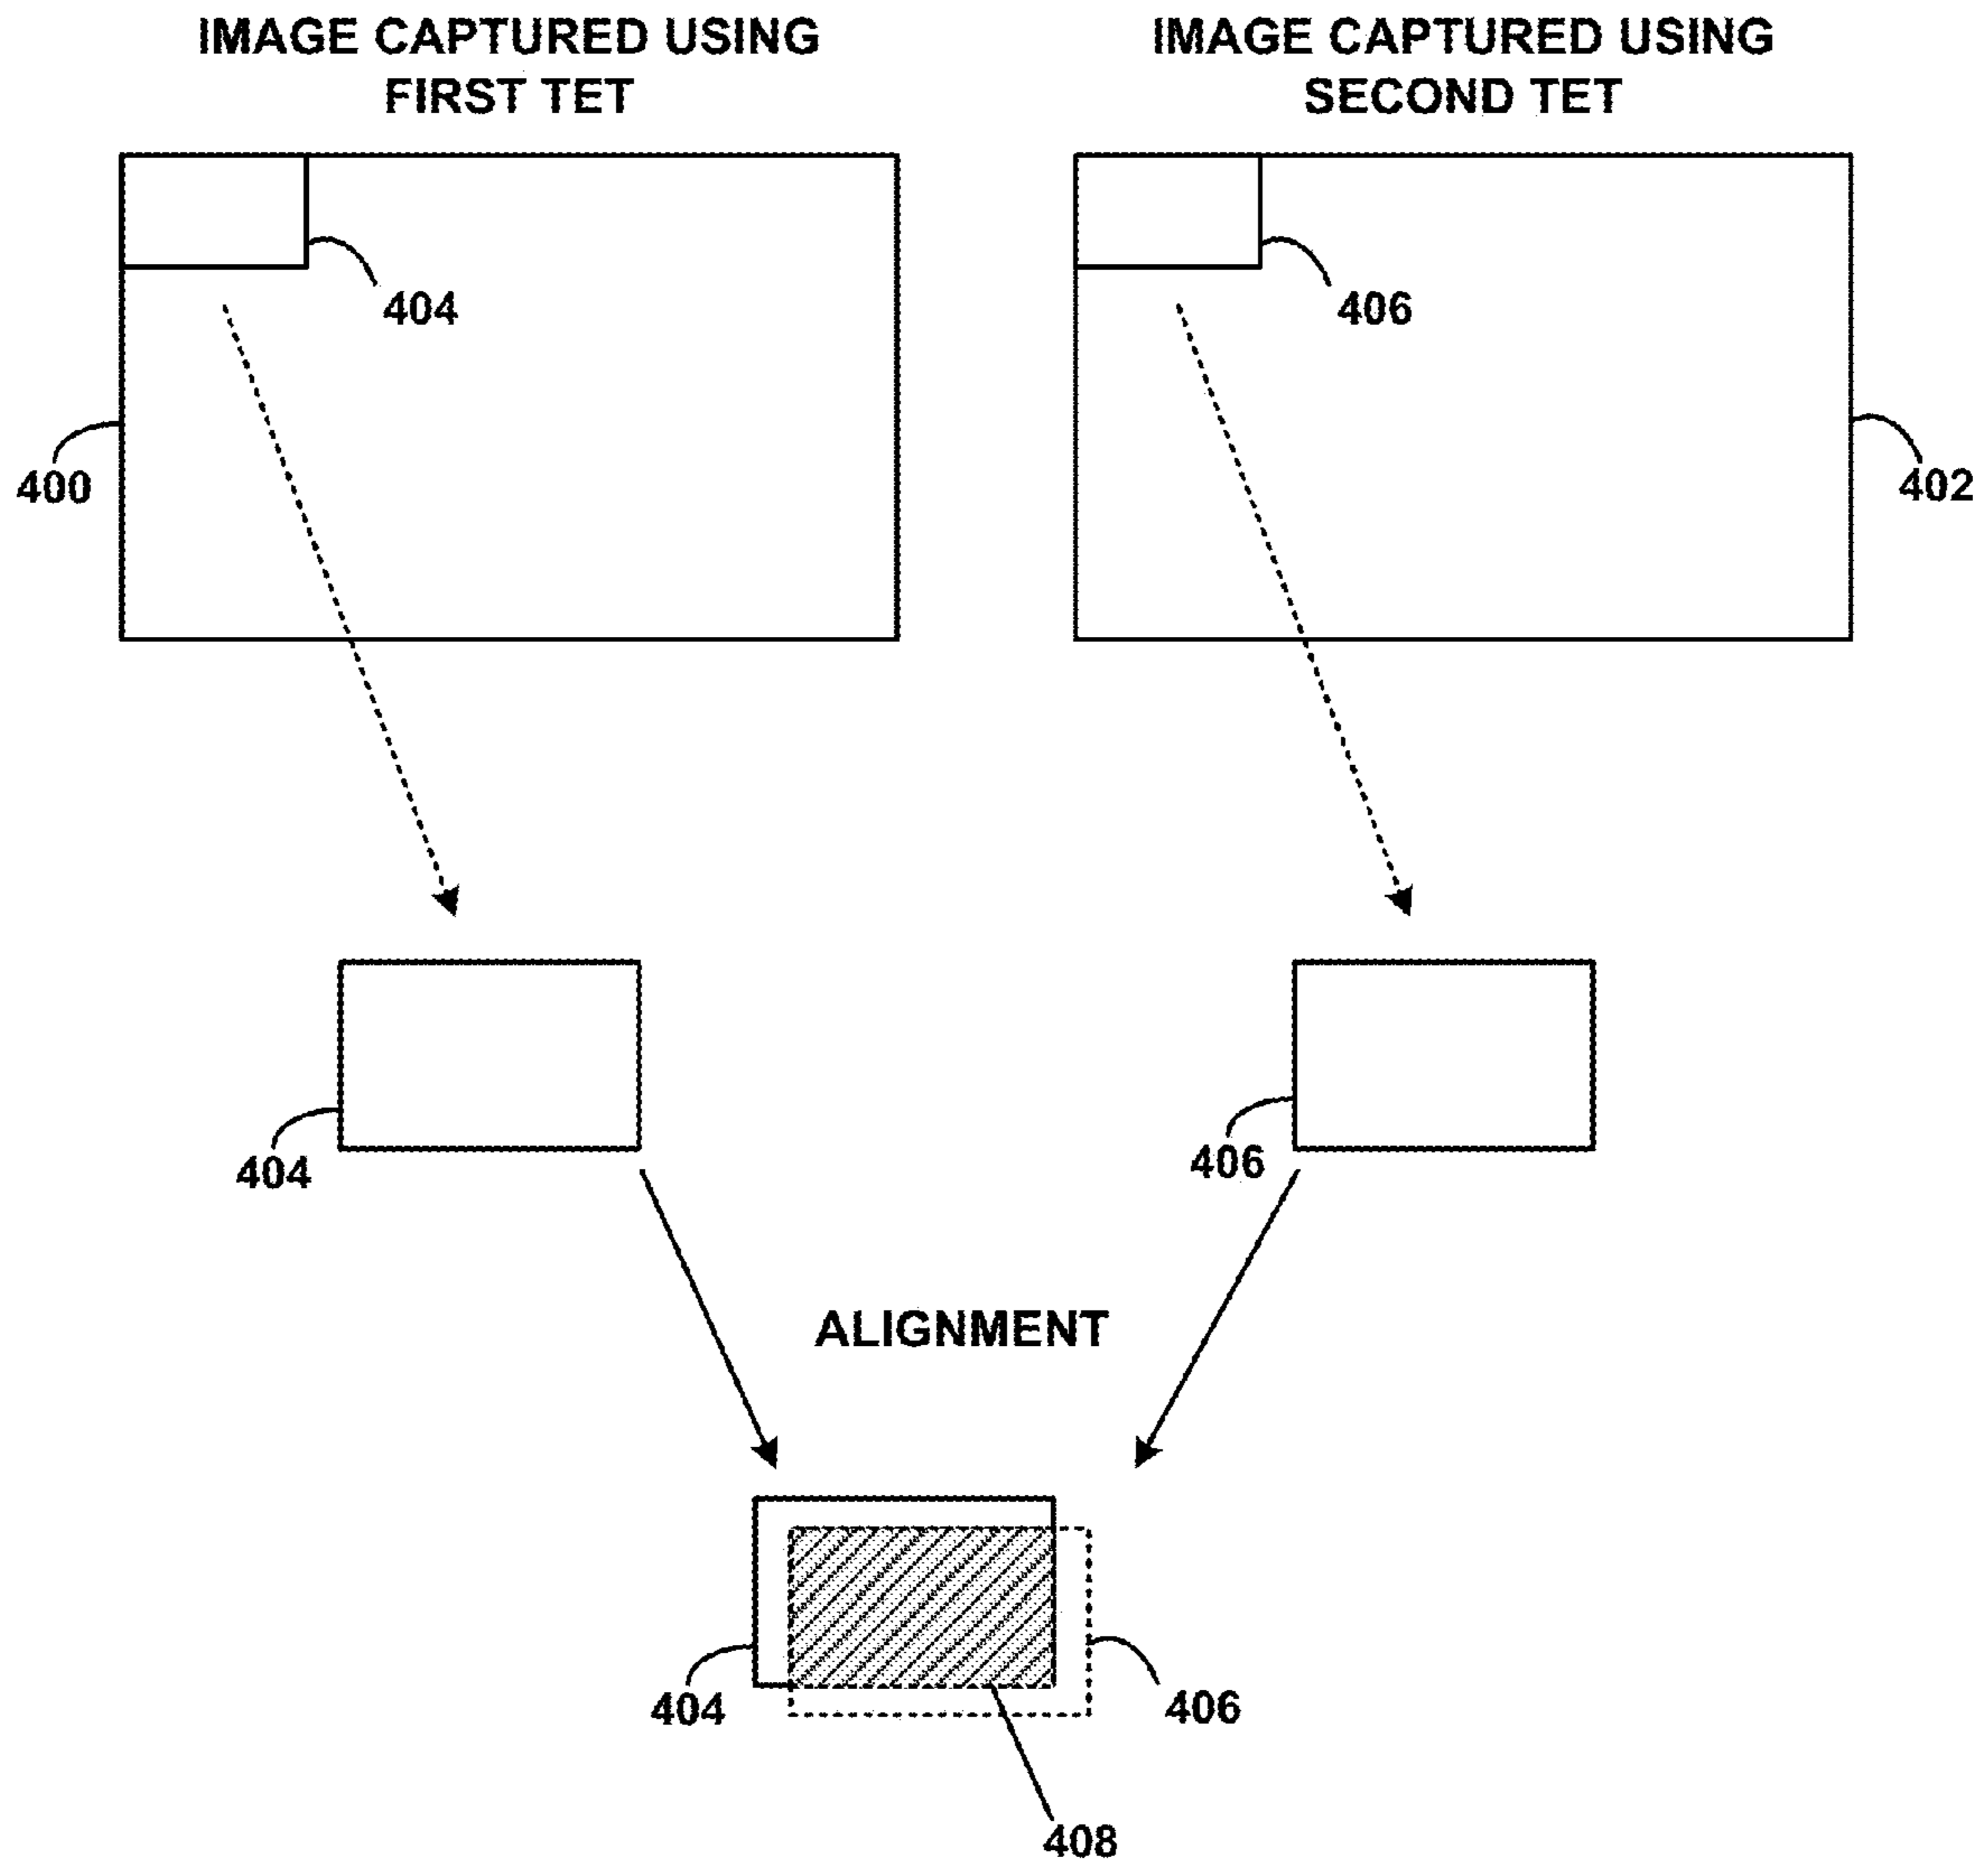 IMAGE CAPTURED USING
FIRST TET
IMAGE CAPTURED USING
SECOND TET
404
406
400
402
404
406
ALIGNMENT
404
406
408